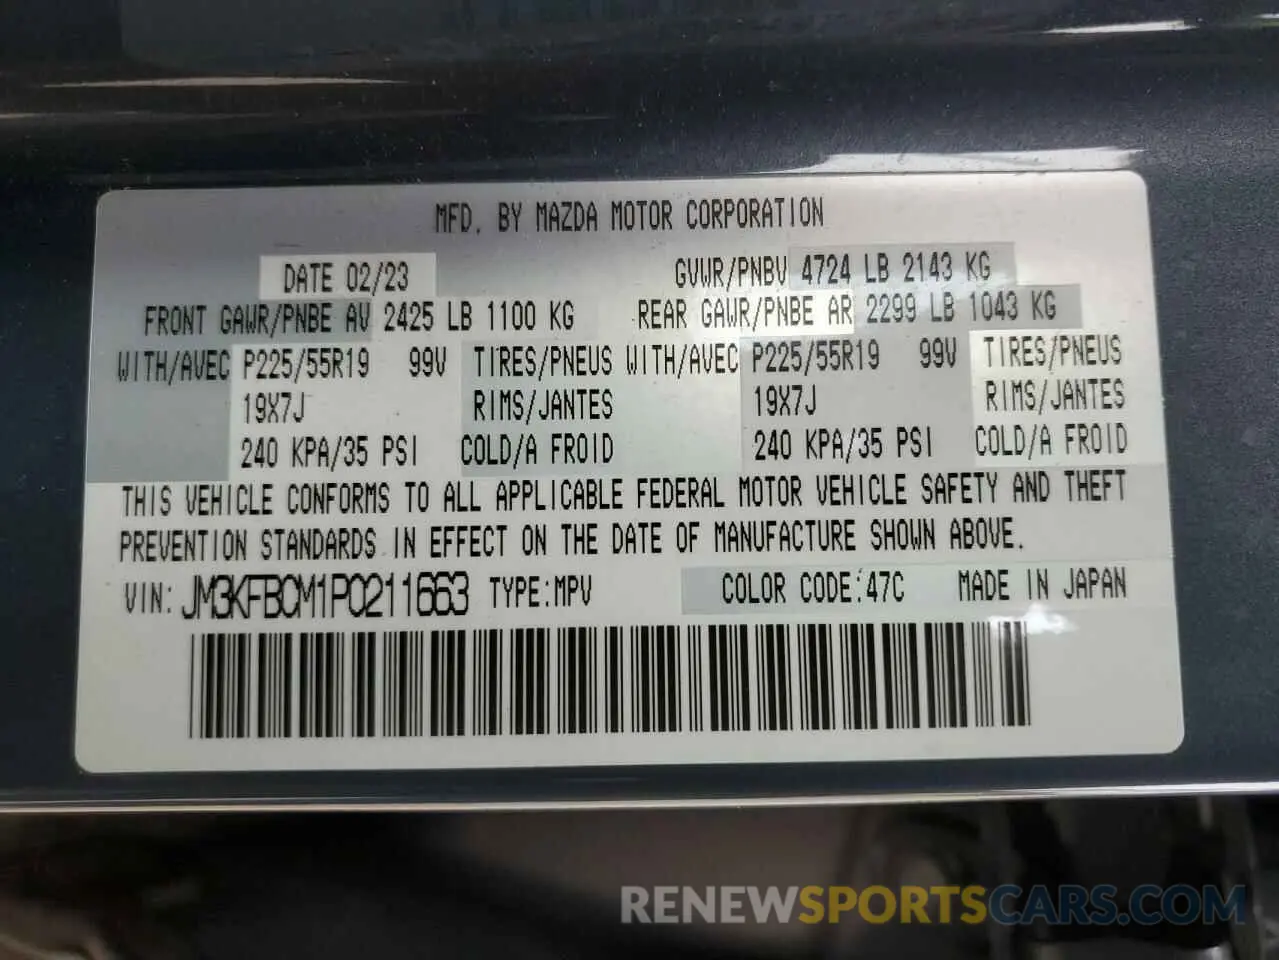 MFD. BY MAZDA MOTOR CORPORATION
DATE 02/23 GVWR/PNBV 4724 LB 2143 KG
FRONT GAWR/PNBE AV 2425 LB 1100 KG REAR GAWR/PNBE AR 2299 LB 1043 KG
WITH/AVEC P225/55R19 99V TIRES/PNEUS WITH/AVEC P225/55R19 99V TIRES/PNEUS
19X7J RIMS/JANTES 19X7J RIMS/JANTES
240 KPA/35 PSI COLD/A FROID 240 KPA/35 PSI COLD/A FROID
THIS VEHICLE CONFORMS TO ALL APPLICABLE FEDERAL MOTOR VEHICLE SAFETY AND THEFT
PREVENTION STANDARDS IN EFFECT ON THE DATE OF MANUFACTURE SHOWN ABOVE.
VIN: JM3KFBCM1P0211663 TYPE:MPV COLOR CODE:47C MADE IN JAPAN
RENEWSPORTSCARS.COM